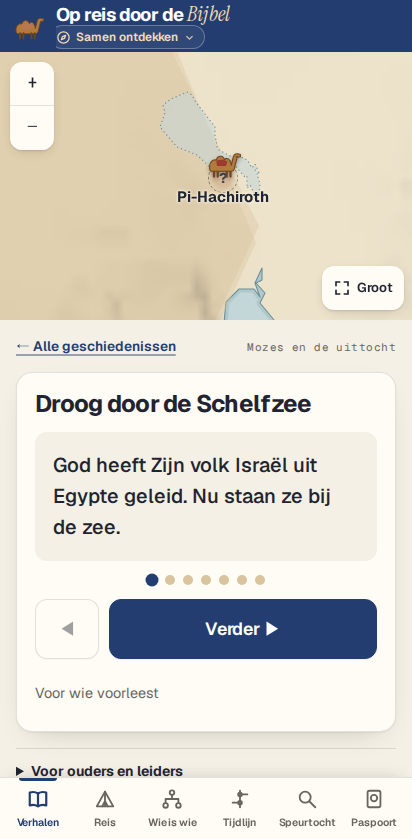 Op reis door de Bijbel
Samen ontdekken
+
?
Pi-Hachiroth
−
Groot
← Alle geschiedenissen
Mozes en de uittocht
Droog door de Schelfzee
God heeft Zijn volk Israël uit
Egypte geleid. Nu staan ze bij
de zee.
Verder
Voor wie voorleest
Voor ouders en leiders
Verhalen
Reis
Wie is wie
Tijdlijn
Speurtocht
Paspoort